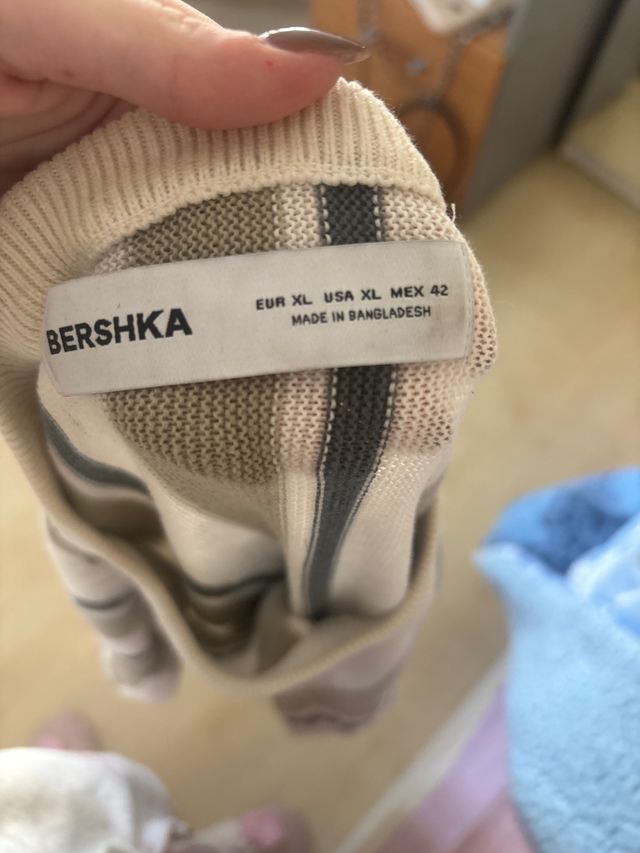 BERSHKA
EUR XL USA XL MEX 42
MADE IN BANGLADESH